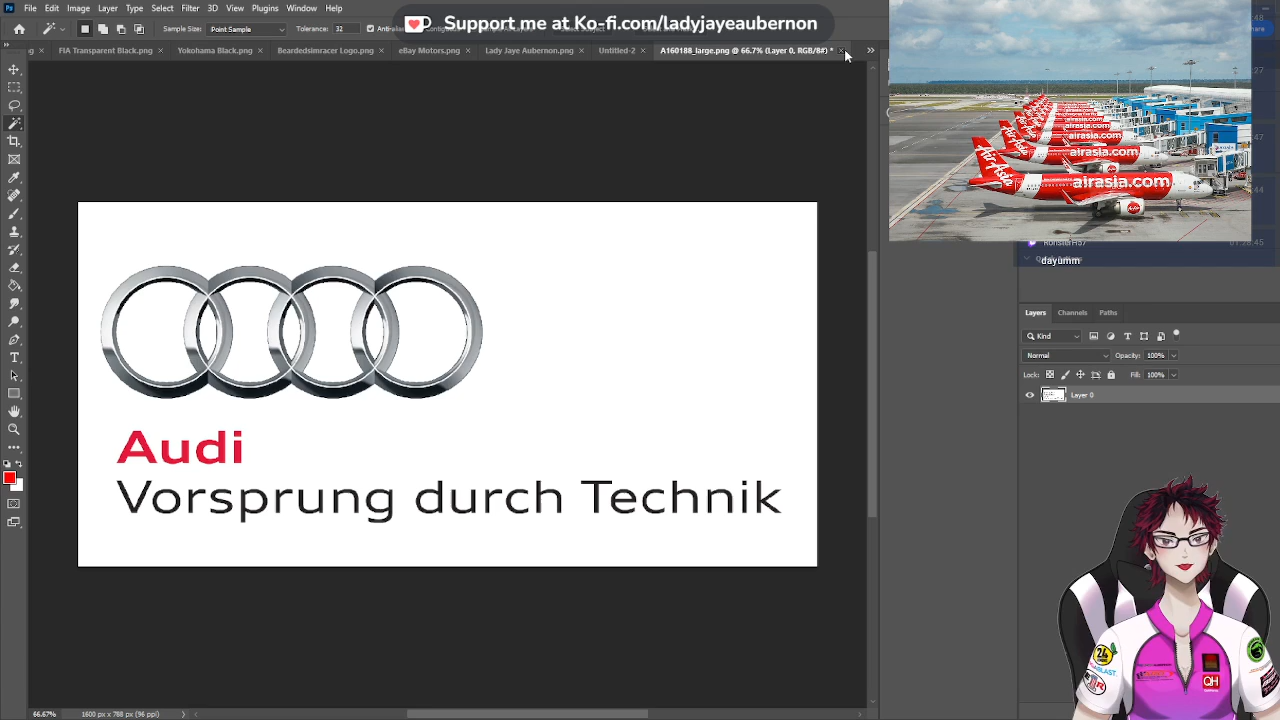 File Edit Image Layer Type Select Filter 3D View Plugins Window Help
Support me at Ko-fi.com/ladyjayeaubernon
Sample Size: Point Sample Tolerance: 32
FIA Transparent Black.png × Yokohama Black.png × Beardedsimracer Logo.png × eBay Motors.png × Lady Jaye Aubernon.png × Untitled-2 × A160188_large.png @ 66.7% (Layer 0, RGB/8#) * ×
airasia.com
airasia.com
airasia.com
AirAsia
dayumm
Layers Channels Paths
Kind
Normal Opacity: 100%
Lock: Fill: 100%
Layer 0
Audi
Vorsprung durch Technik
24
QH
66.67% 1600 px x 788 px (96 ppi)